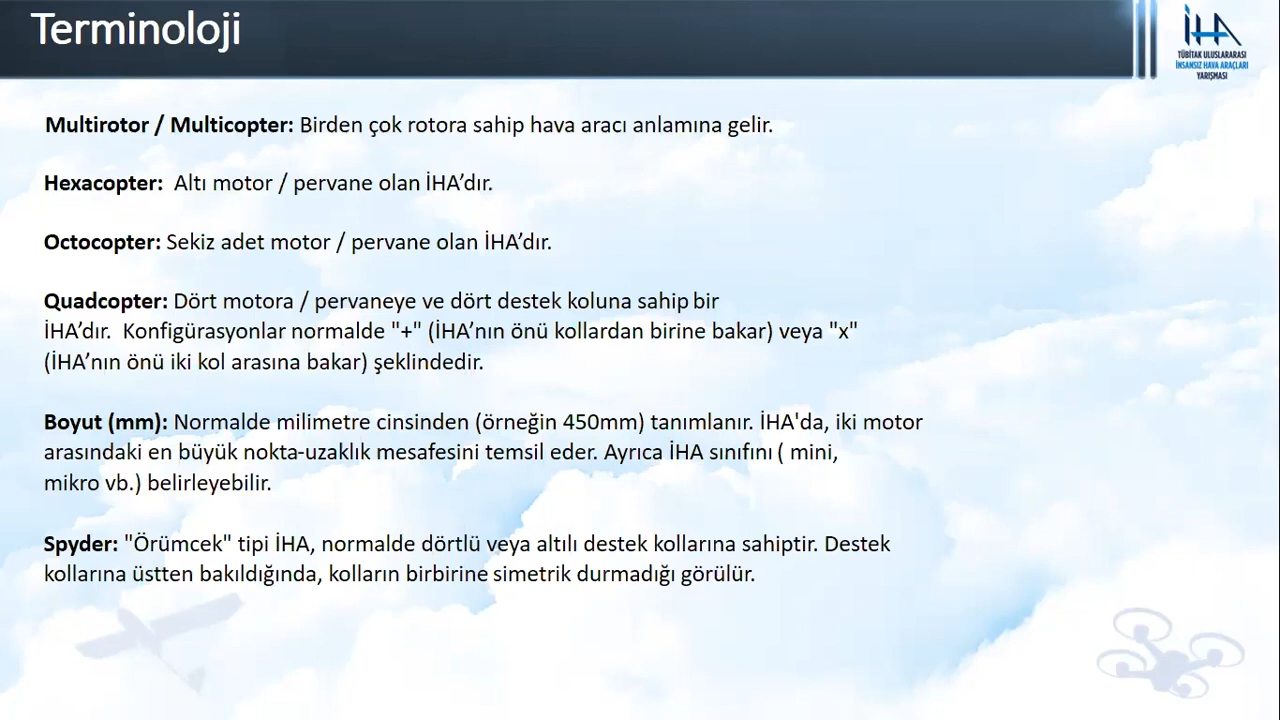 Terminoloji
İHA
TÜBİTAK ULUSLARARASI
İNSANSIZ HAVA ARAÇLARI
YARIŞMASI
Multirotor / Multicopter: Birden çok rotora sahip hava aracı anlamına gelir.
Hexacopter:  Altı motor / pervane olan İHA’dır.
Octocopter: Sekiz adet motor / pervane olan İHA’dır.
Quadcopter: Dört motora / pervaneye ve dört destek koluna sahip bir
İHA’dır.  Konfigürasyonlar normalde "+" (İHA’nın önü kollardan birine bakar) veya "x"
(İHA’nın önü iki kol arasına bakar) şeklindedir.
Boyut (mm): Normalde milimetre cinsinden (örneğin 450mm) tanımlanır. İHA'da, iki motor
arasındaki en büyük nokta-uzaklık mesafesini temsil eder. Ayrıca İHA sınıfını ( mini,
mikro vb.) belirleyebilir.
Spyder: "Örümcek" tipi İHA, normalde dörtlü veya altılı destek kollarına sahiptir. Destek
kollarına üstten bakıldığında, kolların birbirine simetrik durmadığı görülür.